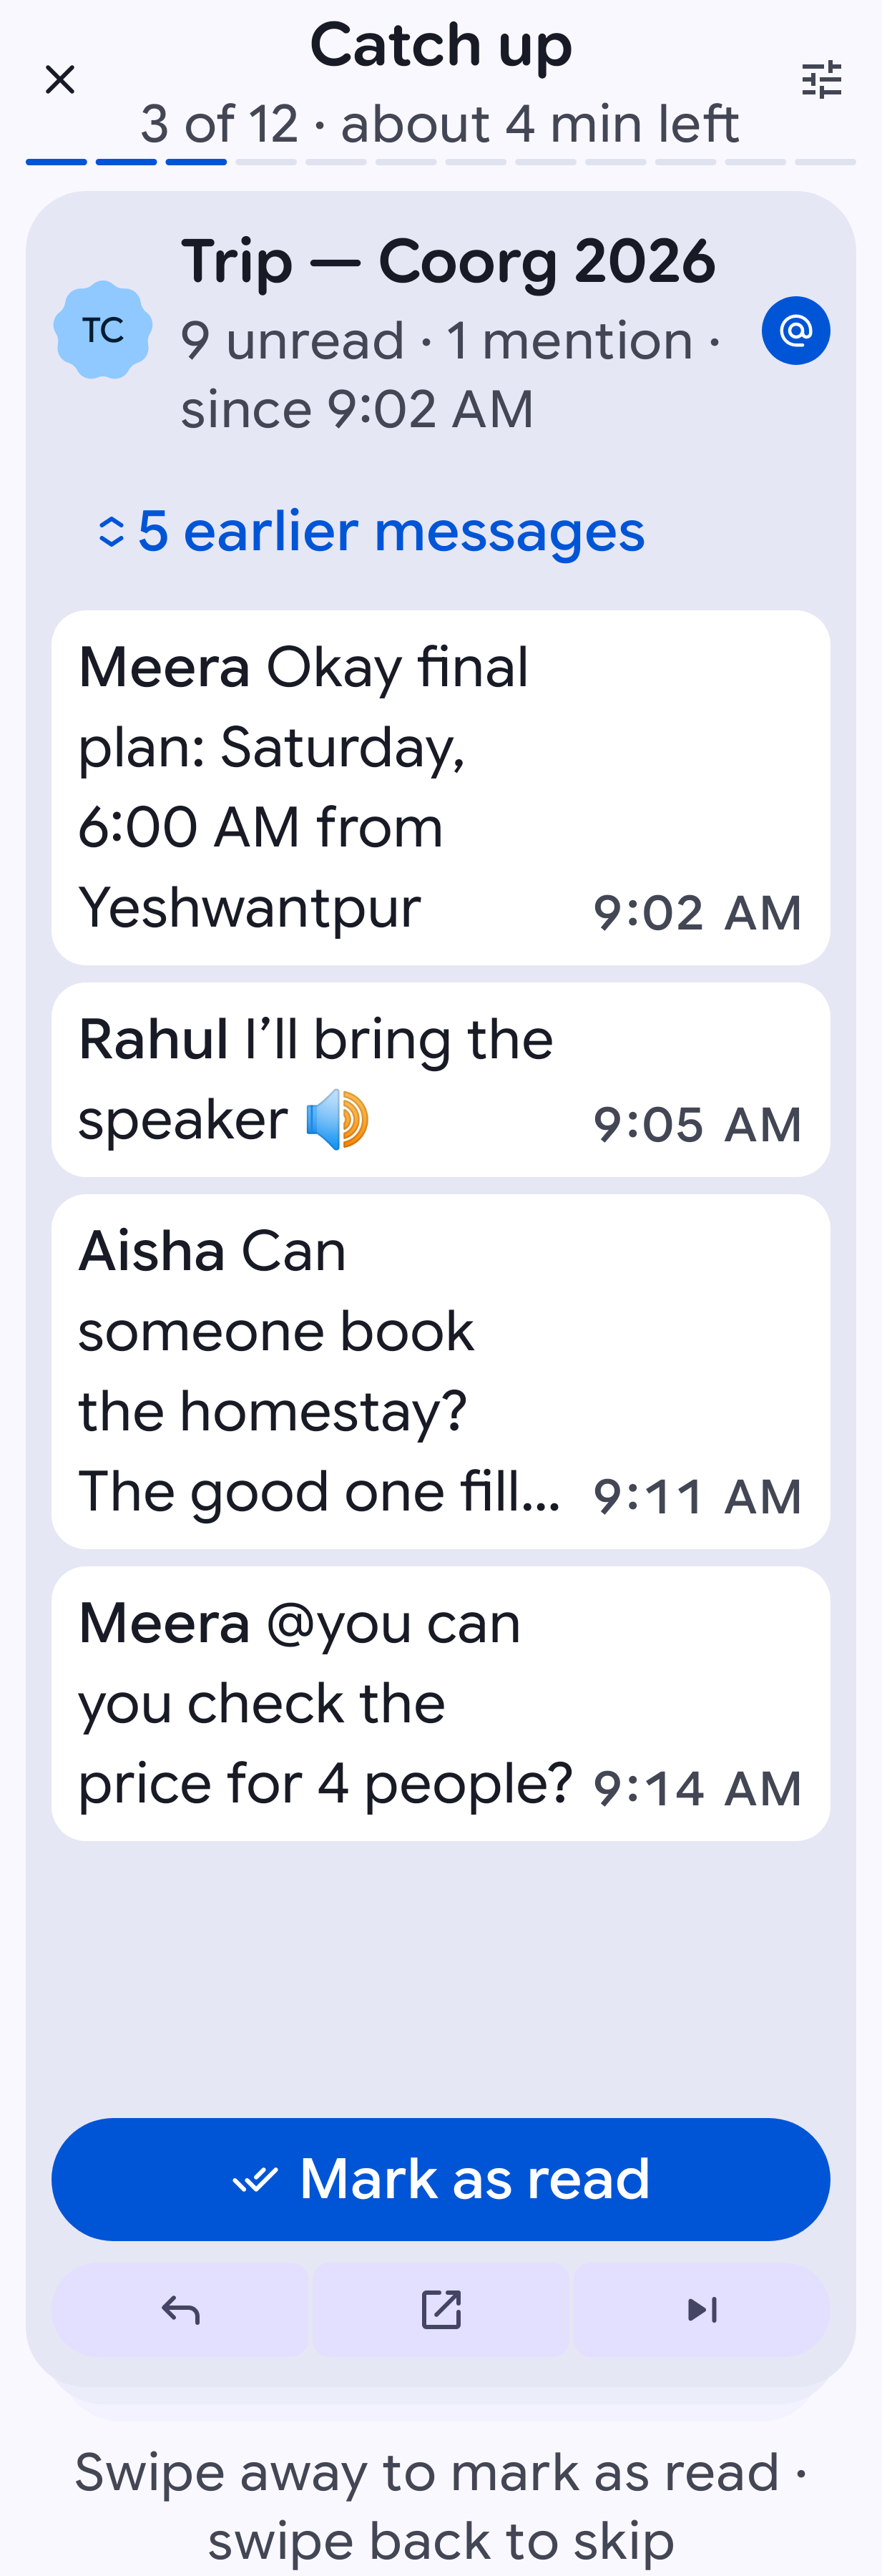 Catch up
3 of 12 · about 4 min left
Trip — Coorg 2026
TC
9 unread · 1 mention ·
since 9:02 AM
@
5 earlier messages
Meera Okay final
plan: Saturday,
6:00 AM from
Yeshwantpur 9:02 AM
Rahul I’ll bring the
speaker 🔊 9:05 AM
Aisha Can
someone book
the homestay?
The good one fill... 9:11 AM
Meera @you can
you check the
price for 4 people? 9:14 AM
Mark as read
Swipe away to mark as read ·
swipe back to skip